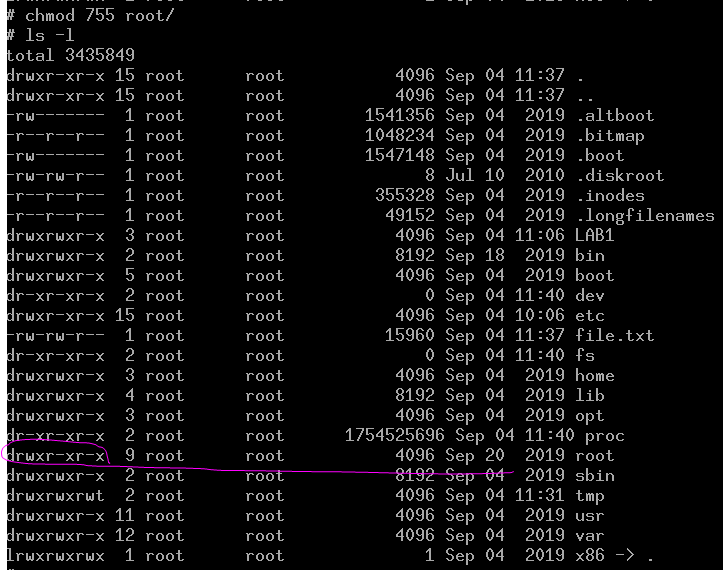 # chmod 755 root/
# ls -l
total 3435849
drwxr-xr-x 15 root      root           4096 Sep 04 11:37 .
drwxr-xr-x 15 root      root           4096 Sep 04 11:37 ..
-rw-------  1 root      root        1541356 Sep 04  2019 .altboot
-r--r--r--  1 root      root        1048234 Sep 04  2019 .bitmap
-rw-------  1 root      root        1547148 Sep 04  2019 .boot
-rw-rw-r--  1 root      root              8 Jul 10  2010 .diskroot
-r--r--r--  1 root      root         355328 Sep 04  2019 .inodes
-r--r--r--  1 root      root          49152 Sep 04  2019 .longfilenames
drwxrwxr-x  3 root      root           4096 Sep 04 11:06 LAB1
drwxrwxr-x  2 root      root           8192 Sep 18  2019 bin
drwxrwxr-x  5 root      root           4096 Sep 04  2019 boot
dr-xr-xr-x  2 root      root              0 Sep 04 11:40 dev
drwxrwxr-x 15 root      root           4096 Sep 04 10:06 etc
-rw-rw-r--  1 root      root          15960 Sep 04 11:37 file.txt
dr-xr-xr-x  2 root      root              0 Sep 04 11:40 fs
drwxrwxr-x  3 root      root           4096 Sep 04  2019 home
drwxrwxr-x  4 root      root           8192 Sep 04  2019 lib
drwxrwxr-x  3 root      root           4096 Sep 04  2019 opt
dr-xr-xr-x  2 root      root      1754525696 Sep 04 11:40 proc
drwxr-xr-x  9 root      root           4096 Sep 20  2019 root
drwxrwxr-x  2 root      root           8192 Sep 04  2019 sbin
drwxrwxrwt  2 root      root           4096 Sep 04 11:31 tmp
drwxrwxr-x 11 root      root           4096 Sep 04  2019 usr
drwxrwxr-x 12 root      root           4096 Sep 04  2019 var
lrwxrwxrwx  1 root      root              1 Sep 04  2019 x86 -> .